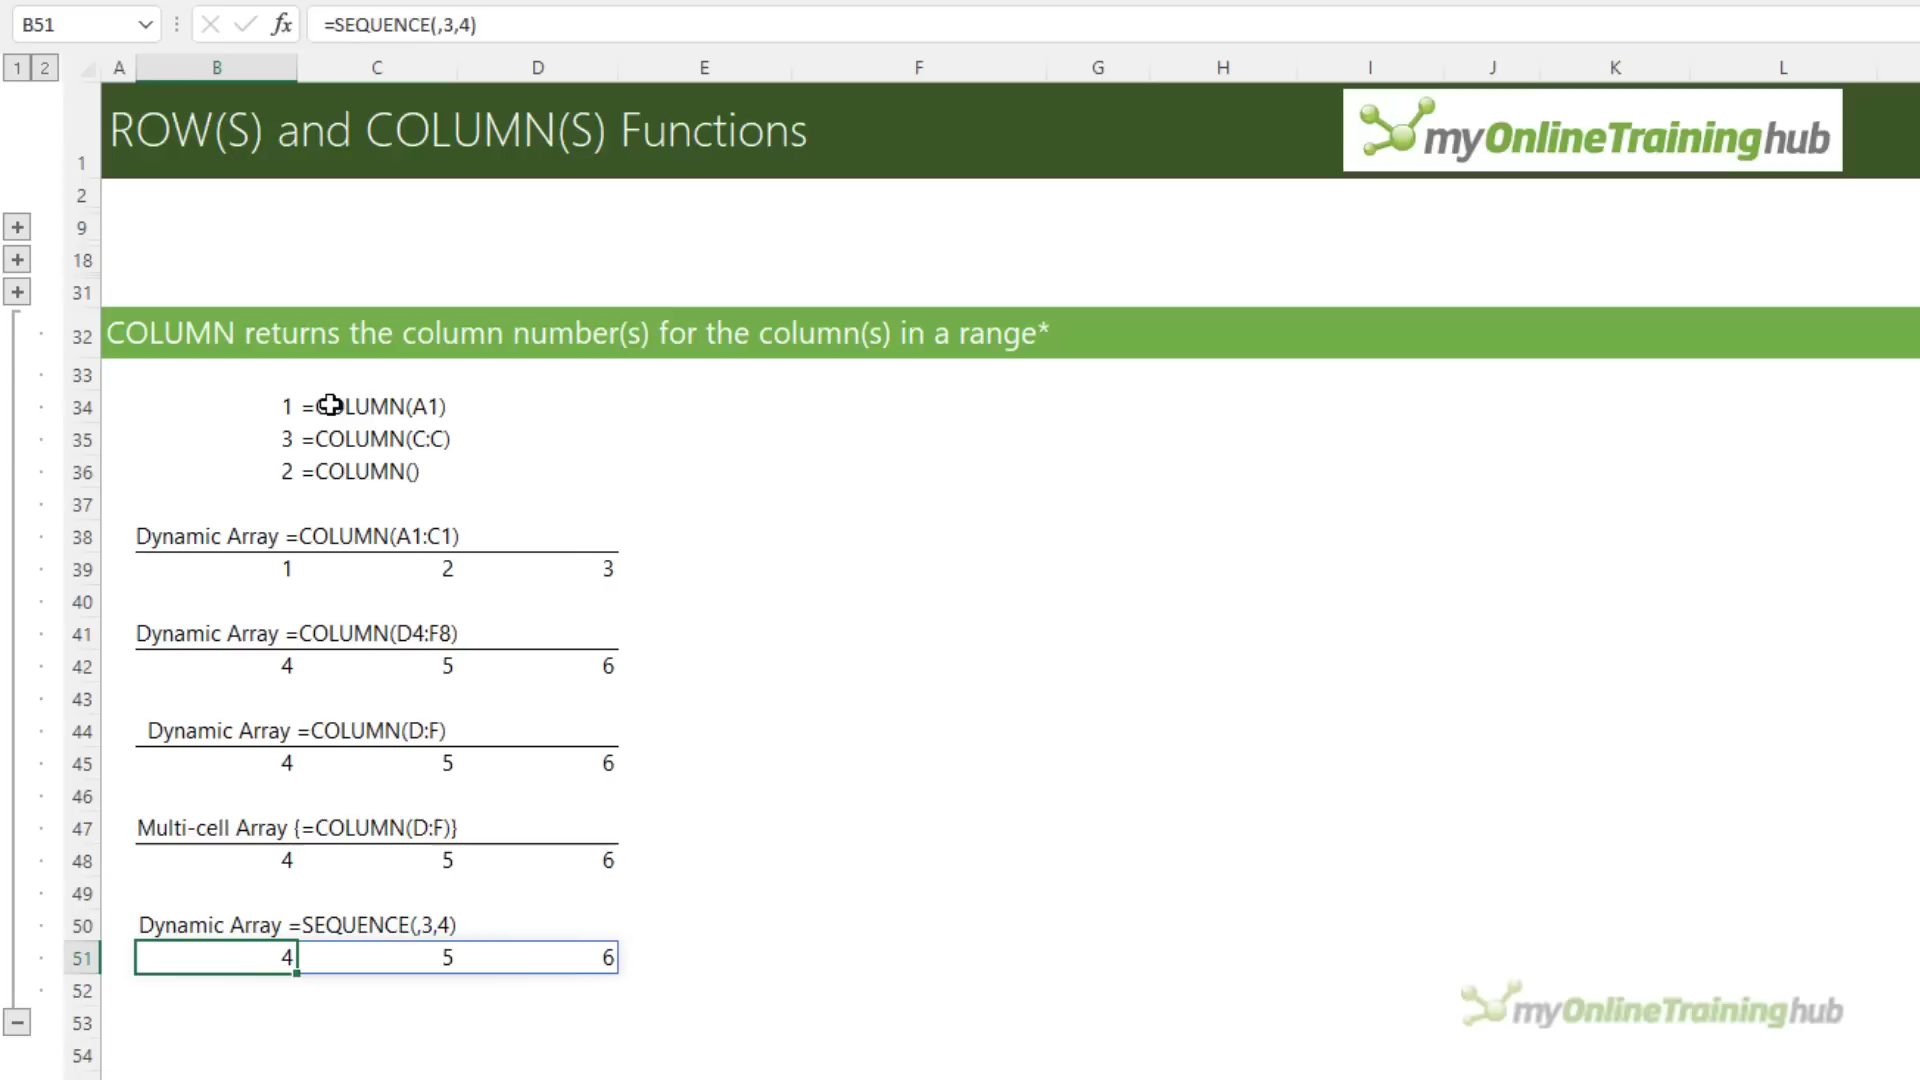 B51 fx =SEQUENCE(,3,4)
1 2 A B C D E F G H I J K L
1 ROW(S) and COLUMN(S) Functions myOnlineTraininghub
2
+ 9
+ 18
+ 31
32 COLUMN returns the column number(s) for the column(s) in a range*
33
34 1 =COLUMN(A1)
35 3 =COLUMN(C:C)
36 2 =COLUMN()
37
38 Dynamic Array =COLUMN(A1:C1)
39 1 2 3
40
41 Dynamic Array =COLUMN(D4:F8)
42 4 5 6
43
44 Dynamic Array =COLUMN(D:F)
45 4 5 6
46
47 Multi-cell Array {=COLUMN(D:F)}
48 4 5 6
49
50 Dynamic Array =SEQUENCE(,3,4)
51 4 5 6
52
− 53 myOnlineTraininghub
54